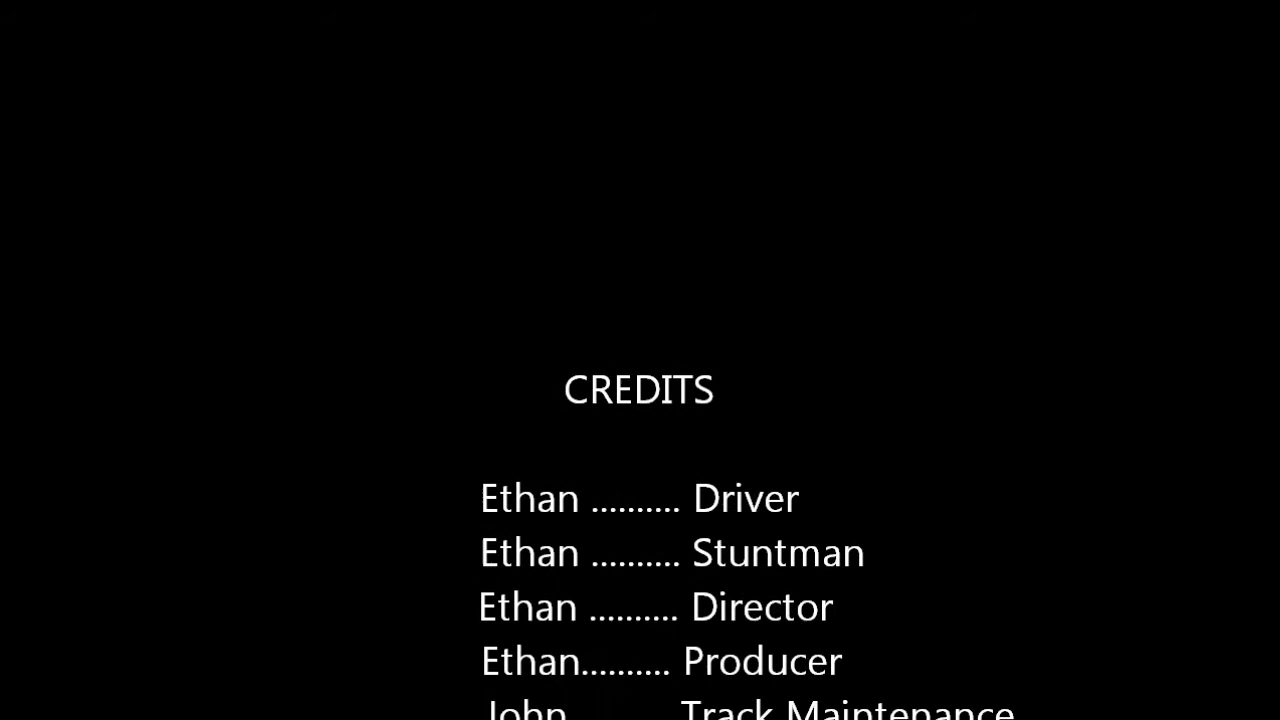 CREDITS
Ethan .......... Driver
Ethan .......... Stuntman
Ethan .......... Director
Ethan.......... Producer
John .......... Track Maintenance